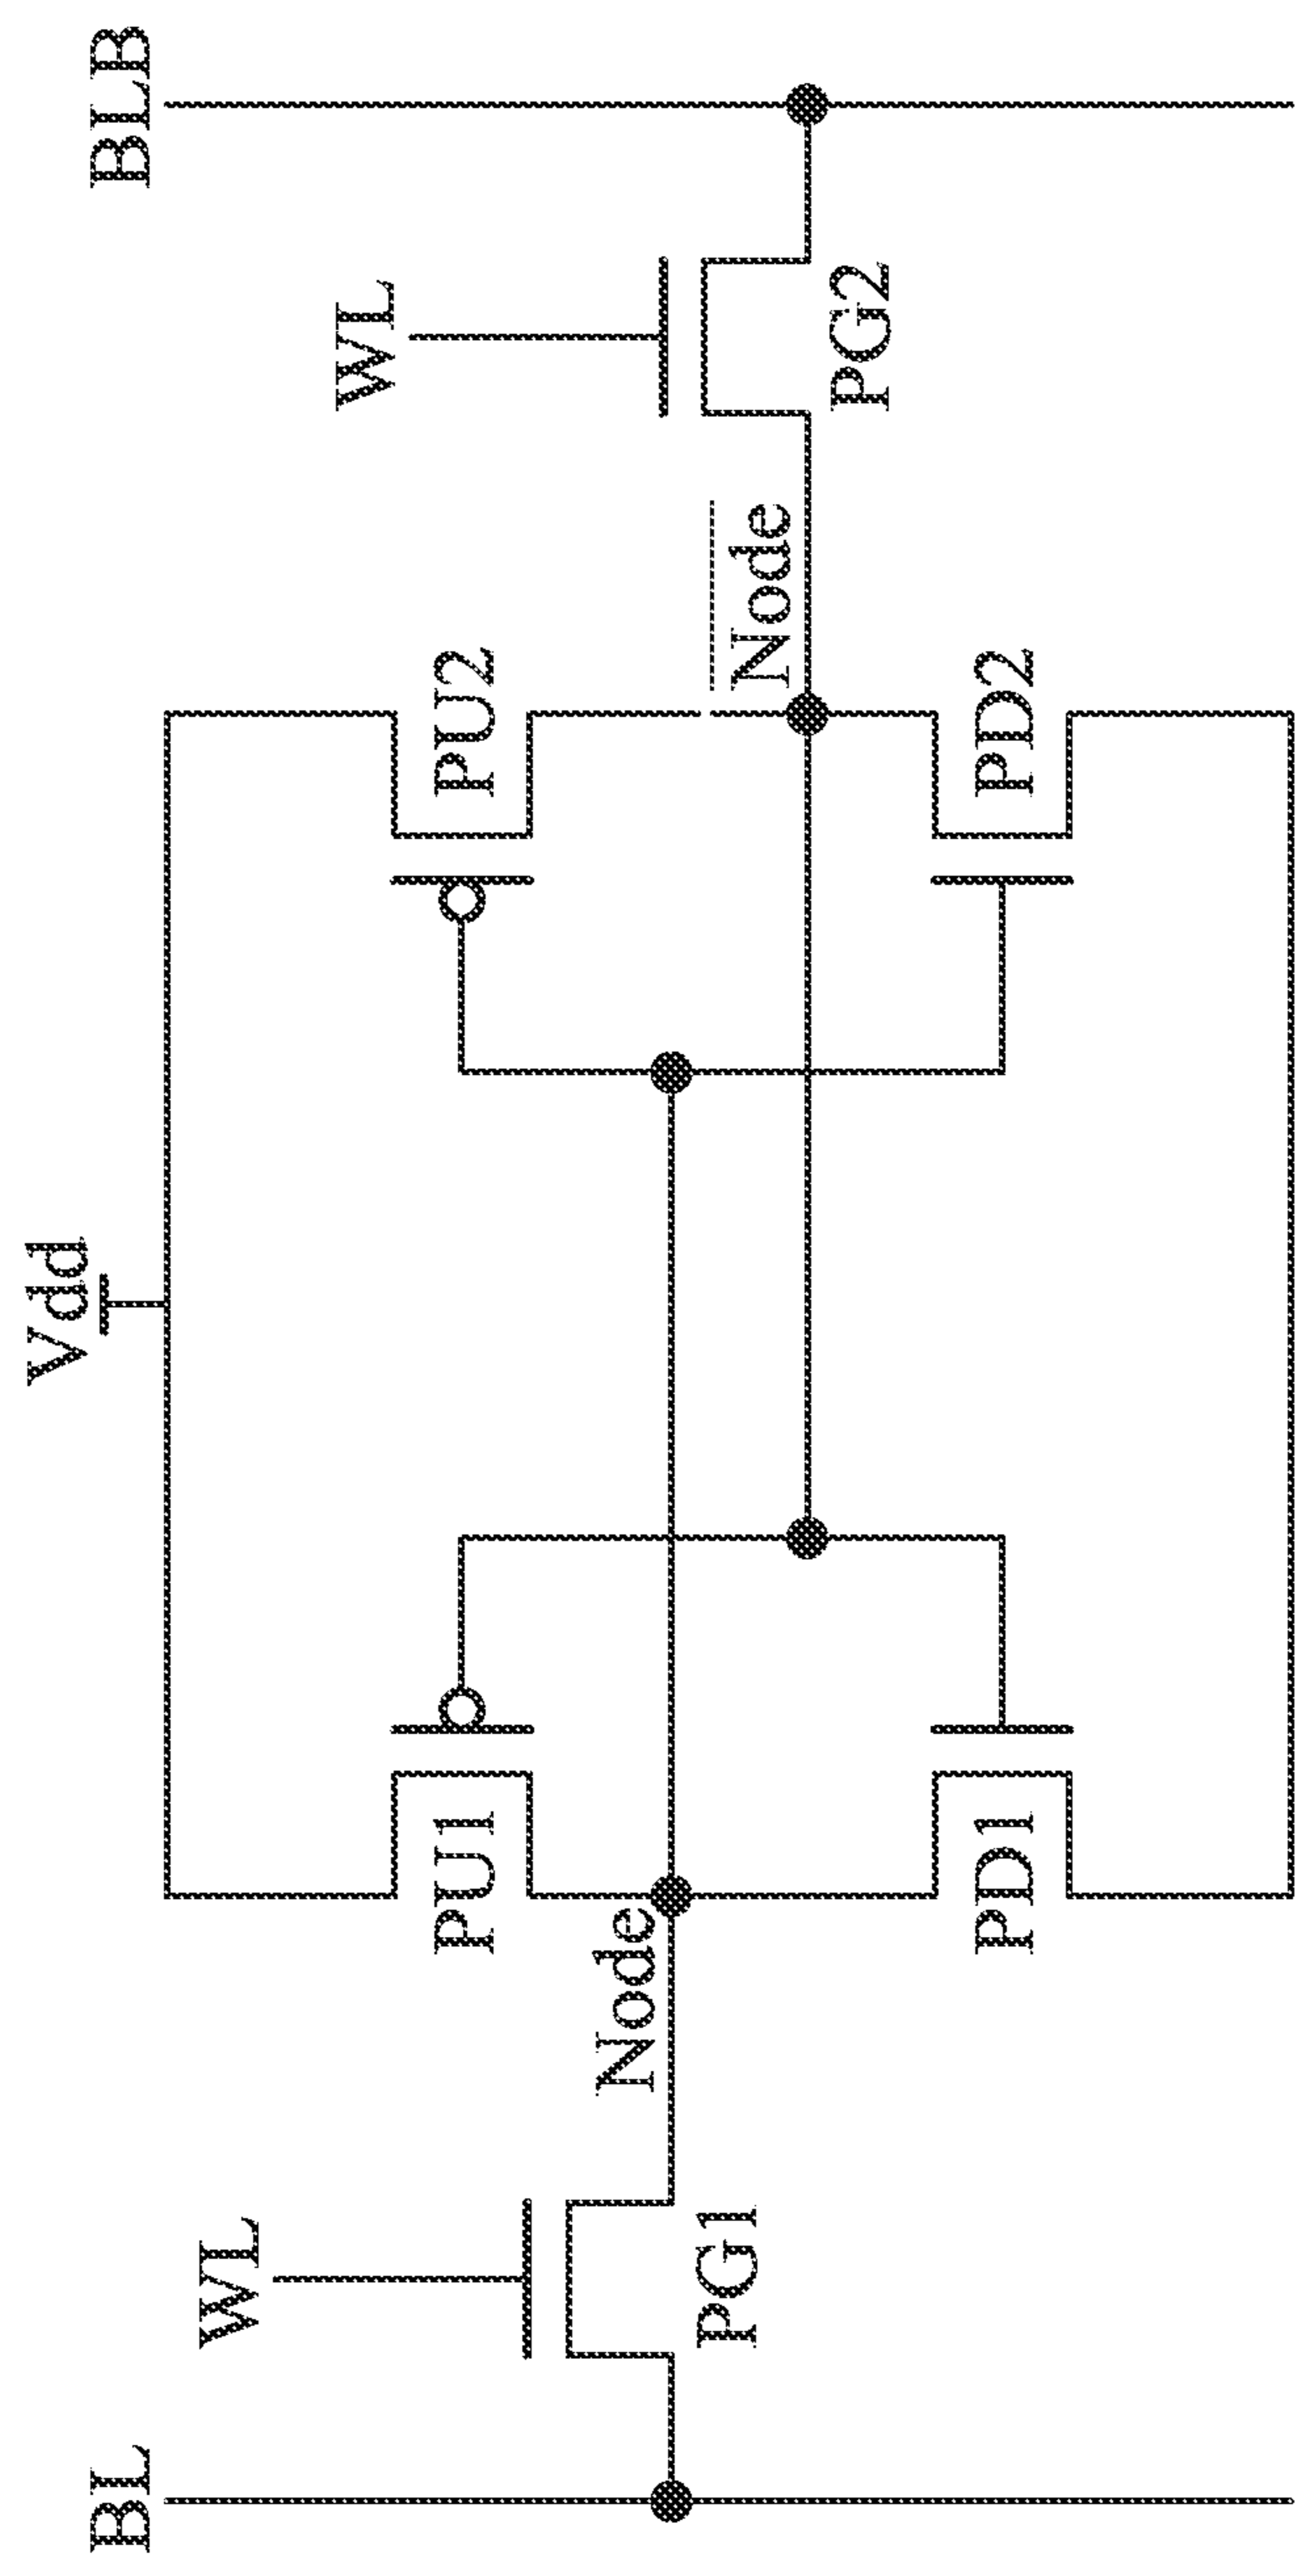 Vdd
BL
BLB
WL
WL
PU1
PU2
Node
Node
PG1
PG2
PD1
PD2